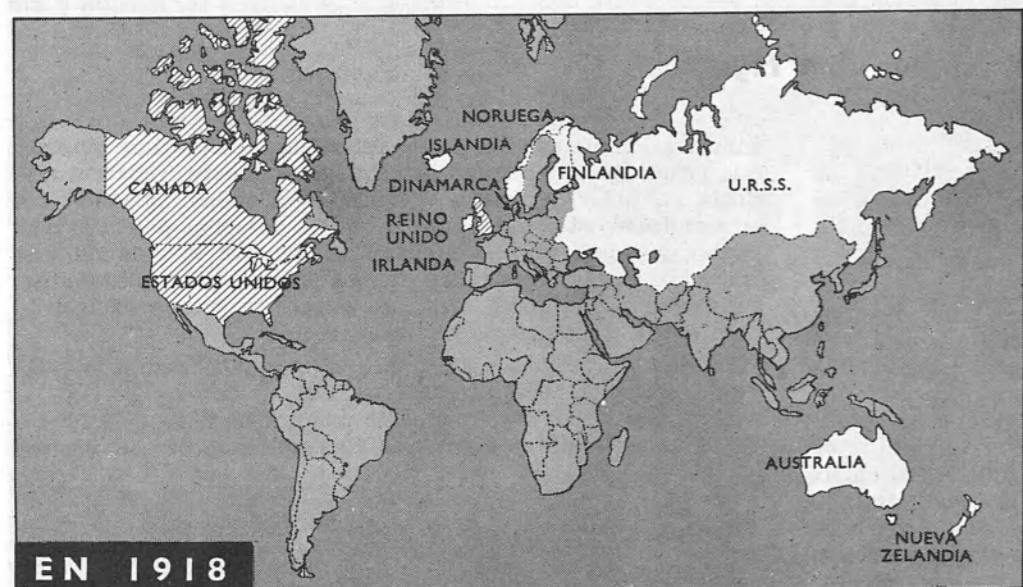 NORUEGA
ISLANDIA
FINLANDIA
DINAMARCA
U.R.S.S.
CANADA
REINO
UNIDO
IRLANDA
ESTADOS UNIDOS
AUSTRALIA
NUEVA
ZELANDIA
EN 1918